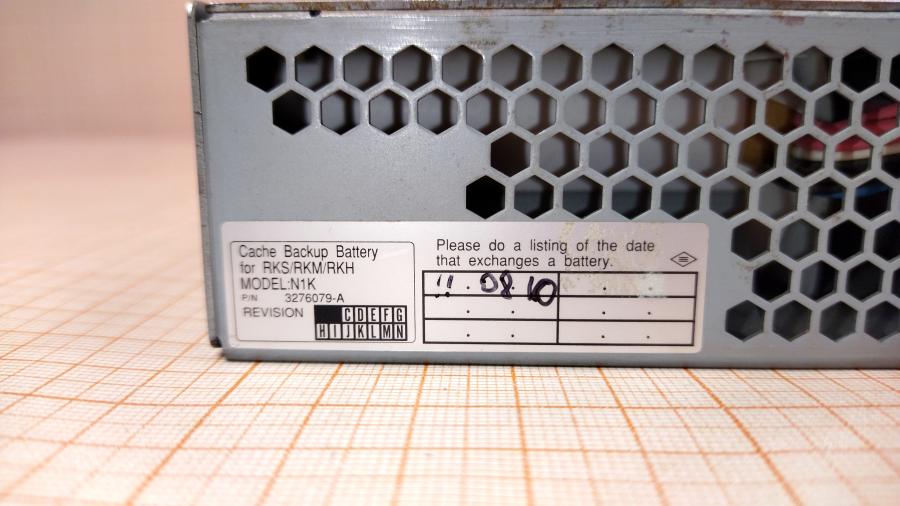 Cache Backup Battery
for RKS/RKM/RKH
MODEL:N1K
P/N 3276079-A
REVISION
C D E F G
H I J K L M N
Please do a listing of the date
that exchanges a battery.
11 . 08 . 10